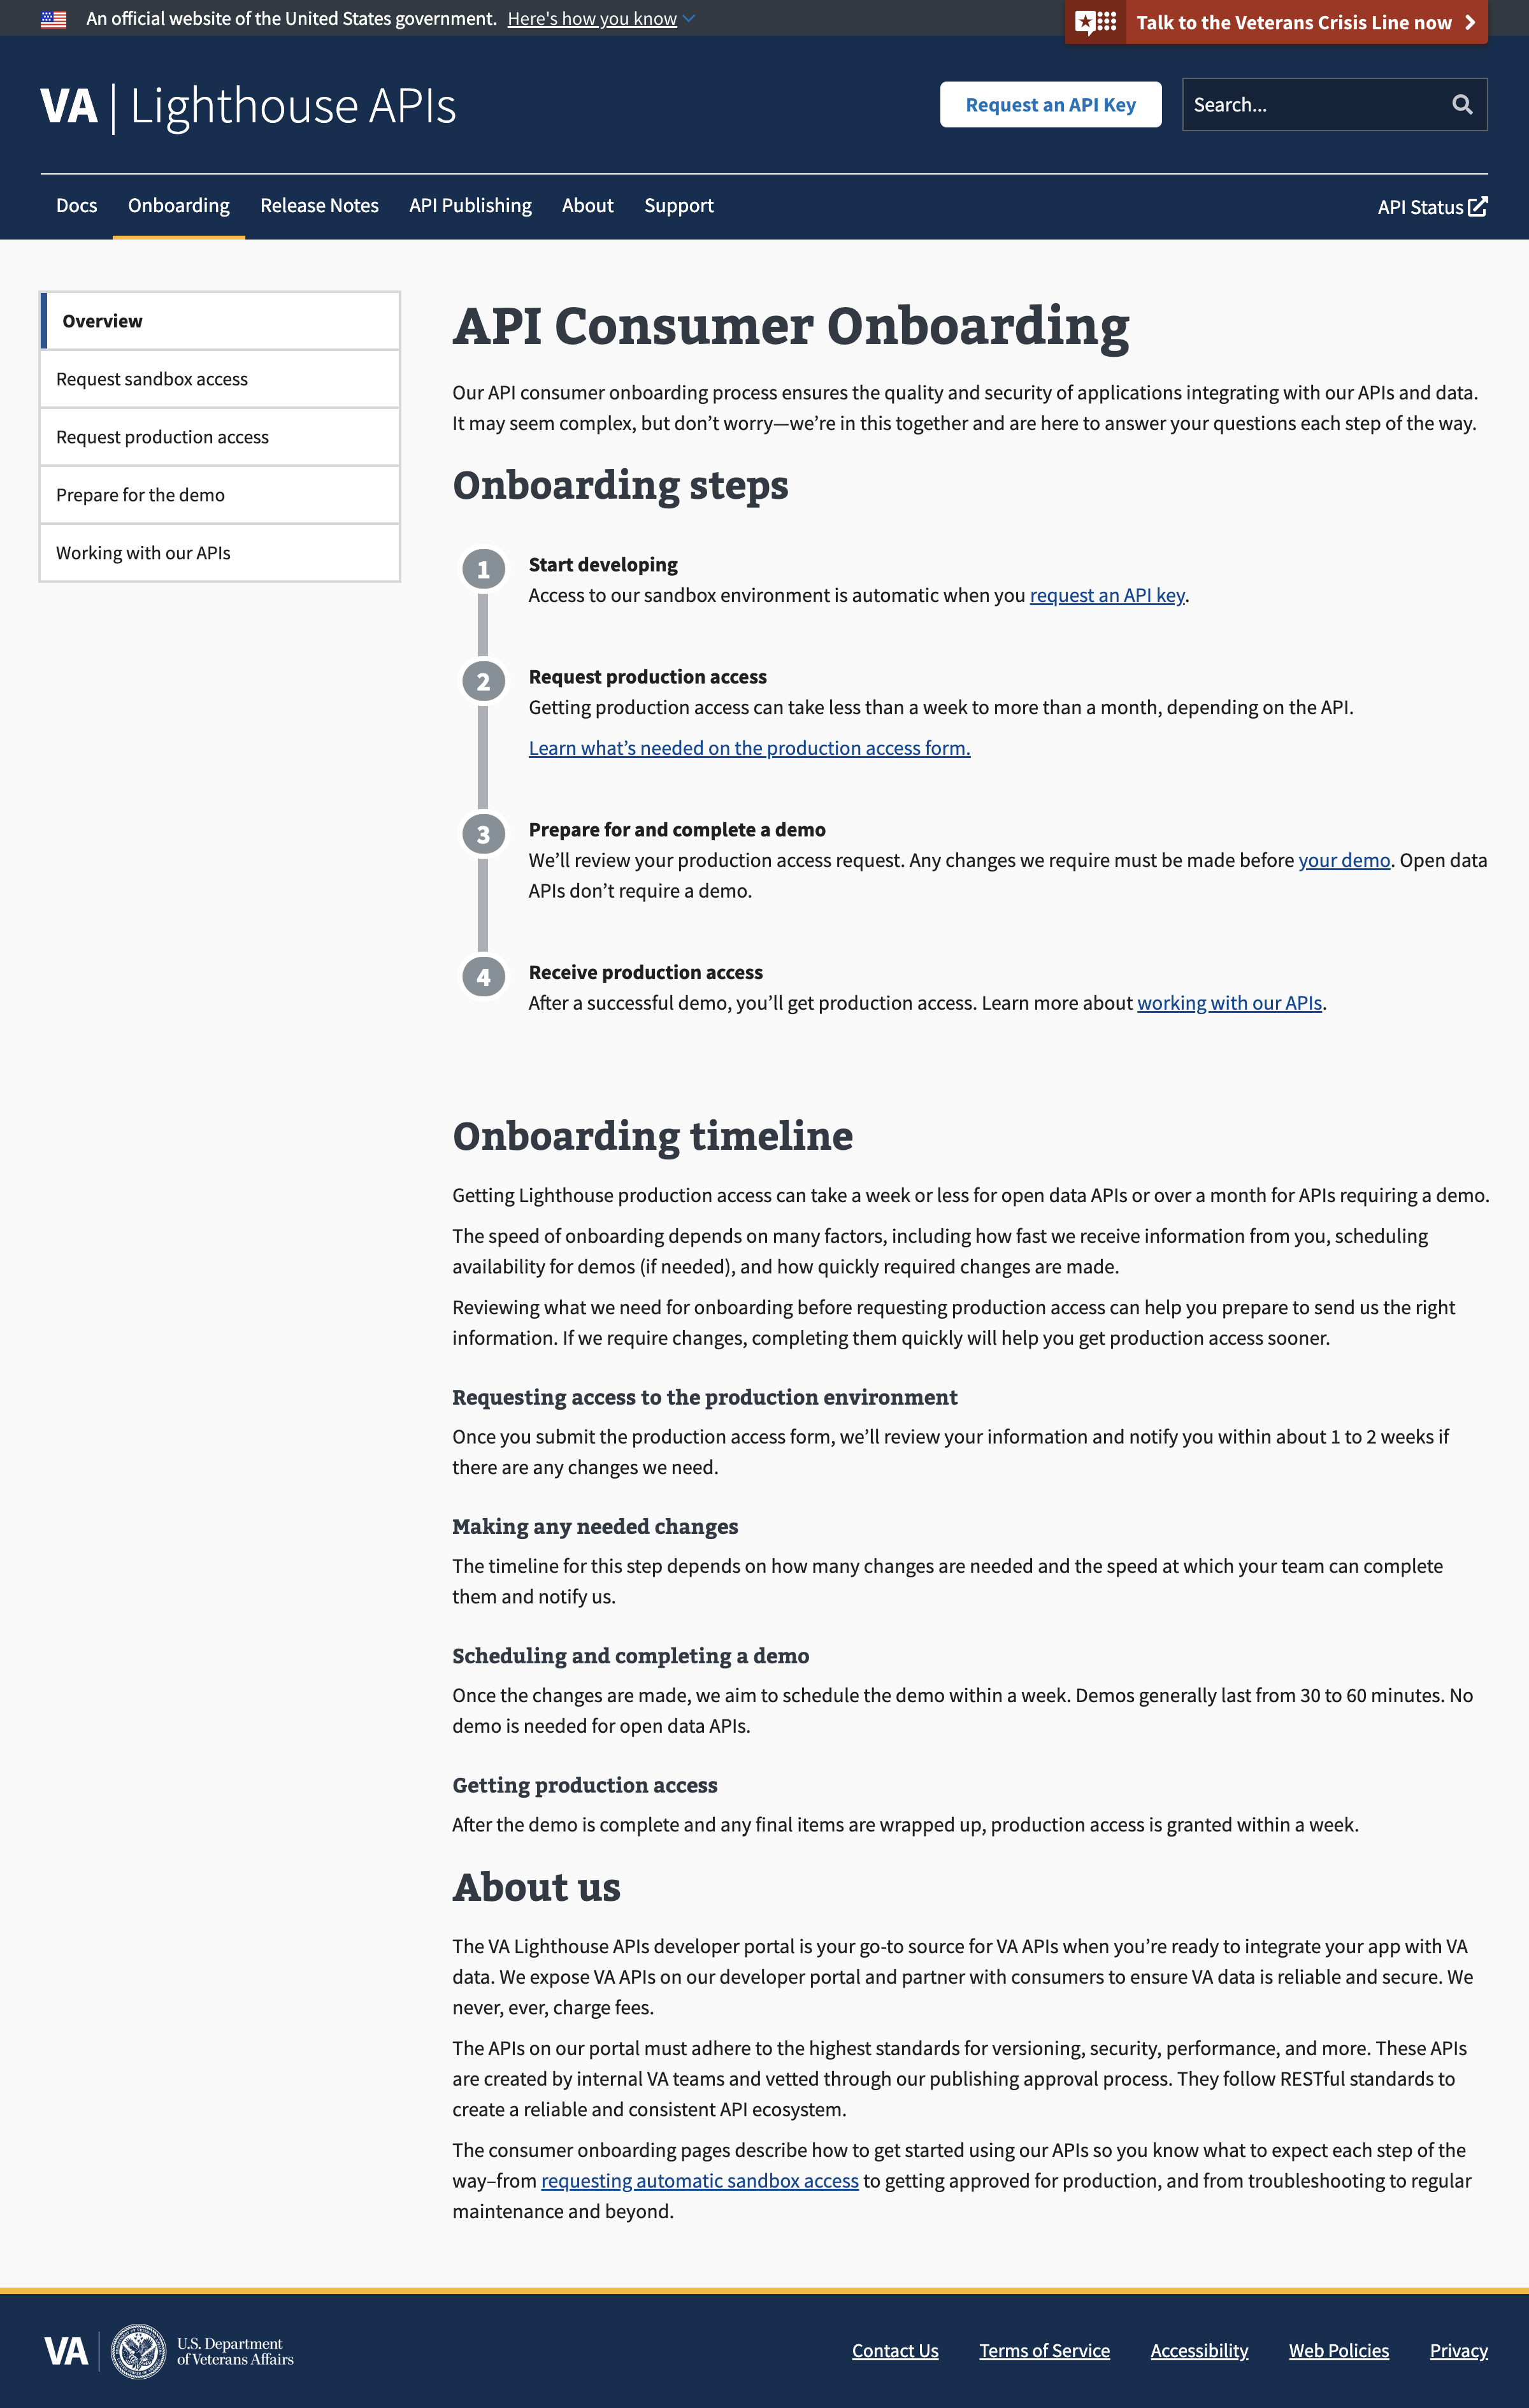 An official website of the United States government. Here's how you know
Talk to the Veterans Crisis Line now
VA | Lighthouse APIs
Request an API Key
Search...
Docs Onboarding Release Notes API Publishing About Support API Status
Overview
Request sandbox access
Request production access
Prepare for the demo
Working with our APIs
API Consumer Onboarding
Our API consumer onboarding process ensures the quality and security of applications integrating with our APIs and data.
It may seem complex, but don’t worry—we’re in this together and are here to answer your questions each step of the way.
Onboarding steps
1 Start developing
Access to our sandbox environment is automatic when you request an API key.
2 Request production access
Getting production access can take less than a week to more than a month, depending on the API.
Learn what’s needed on the production access form.
3 Prepare for and complete a demo
We’ll review your production access request. Any changes we require must be made before your demo. Open data
APIs don’t require a demo.
4 Receive production access
After a successful demo, you’ll get production access. Learn more about working with our APIs.
Onboarding timeline
Getting Lighthouse production access can take a week or less for open data APIs or over a month for APIs requiring a demo.
The speed of onboarding depends on many factors, including how fast we receive information from you, scheduling
availability for demos (if needed), and how quickly required changes are made.
Reviewing what we need for onboarding before requesting production access can help you prepare to send us the right
information. If we require changes, completing them quickly will help you get production access sooner.
Requesting access to the production environment
Once you submit the production access form, we’ll review your information and notify you within about 1 to 2 weeks if
there are any changes we need.
Making any needed changes
The timeline for this step depends on how many changes are needed and the speed at which your team can complete
them and notify us.
Scheduling and completing a demo
Once the changes are made, we aim to schedule the demo within a week. Demos generally last from 30 to 60 minutes. No
demo is needed for open data APIs.
Getting production access
After the demo is complete and any final items are wrapped up, production access is granted within a week.
About us
The VA Lighthouse APIs developer portal is your go-to source for VA APIs when you’re ready to integrate your app with VA
data. We expose VA APIs on our developer portal and partner with consumers to ensure VA data is reliable and secure. We
never, ever, charge fees.
The APIs on our portal must adhere to the highest standards for versioning, security, performance, and more. These APIs
are created by internal VA teams and vetted through our publishing approval process. They follow RESTful standards to
create a reliable and consistent API ecosystem.
The consumer onboarding pages describe how to get started using our APIs so you know what to expect each step of the
way–from requesting automatic sandbox access to getting approved for production, and from troubleshooting to regular
maintenance and beyond.
VA
U.S. Department
of Veterans Affairs
Contact Us Terms of Service Accessibility Web Policies Privacy